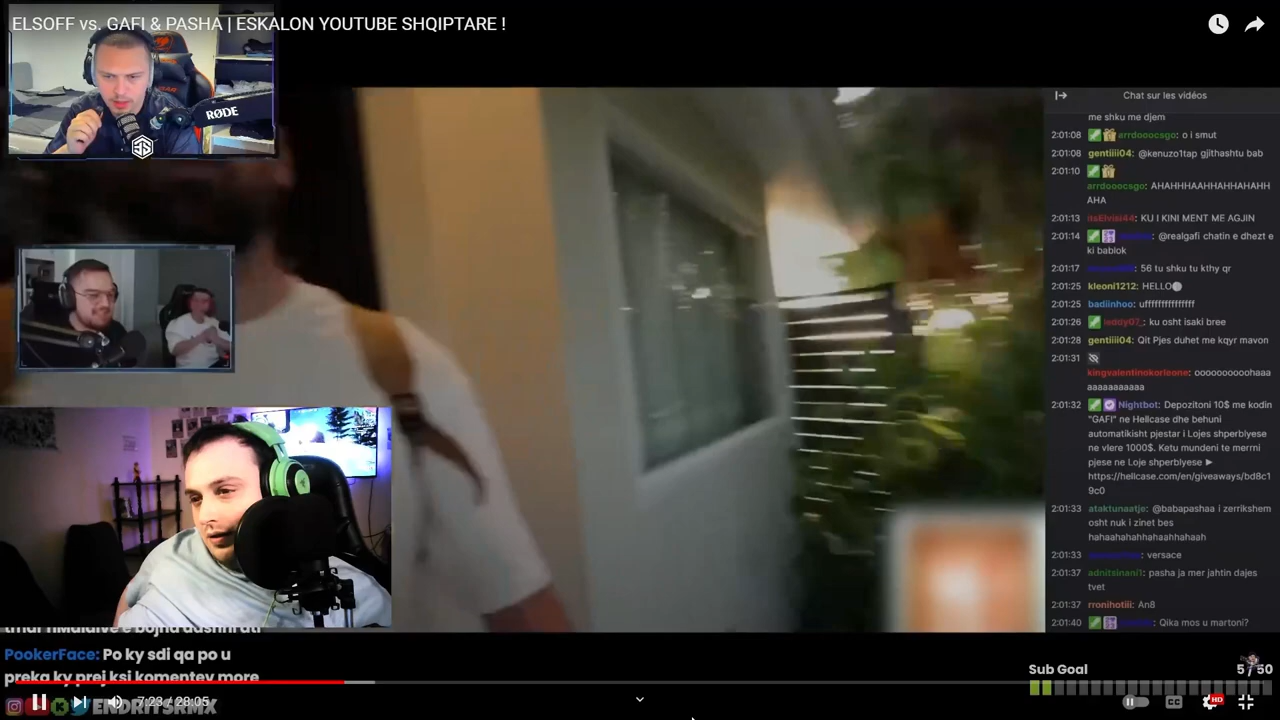 ELSOFF vs. GAFI & PASHA | ESKALON YOUTUBE SHQIPTARE !
RØDE
Chat sur les vidéos
me shku me djem
2:01:08 arrdooocsgo: o i smut
2:01:08 gentiiii04: @kenuzo1tap gjithashtu bab
2:01:10
arrdooocsgo: AHAHHHAAHHAHHAHAHH
AHA
2:01:13 itsElvisi44: KU I KINI MENT ME AGJIN
2:01:14 : @realgafi chatin e dhezt e
ki bablok
2:01:17 : 56 tu shku tu kthy qr
2:01:25 kleoni1212: HELLO
2:01:25 badiinhoo: uffffffffffffff
2:01:26 leddy07_: ku osht isaki bree
2:01:28 gentiiii04: Qit Pjes duhet me kqyr mavon
2:01:31
kingvalentinokorleone: oooooooooohaaa
aaaaaaaaaaa
2:01:32 Nightbot: Depozitoni 10$ me kodin
"GAFI" ne Hellcase dhe behuni
automatikisht pjestar i Lojes shperblyese
ne vlere 1000$. Ketu mundeni te merrni
pjese ne Loje shperblyese ►
https://hellcase.com/en/giveaways/bd8c1
9c0
2:01:33 ataktunaatje: @babapashaa i zerrikshem
osht nuk i zinet bes
hahaahahahhahaahhahaah
2:01:33 : versace
2:01:37 adnitsinani1: pasha ja mer jahtin dajes
tvet
2:01:37 rronihotiii: An8
2:01:40 : Qika mos u martoni?
PookerFace: Po ky sdi qa po u
preka ky prej ksi komentev more
Sub Goal 5 / 50
7:23 / 28:05
ENDRITSRMX
CC
HD